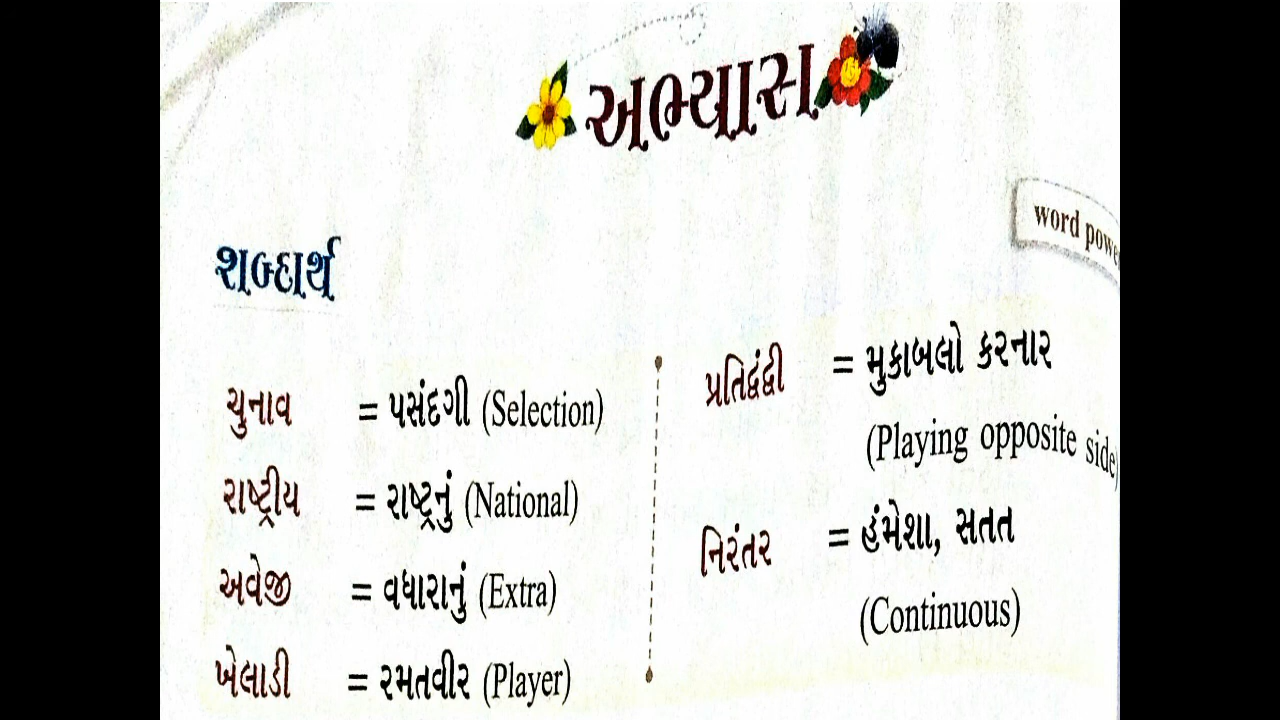 અભ્યાસ
word power
શબ્દાર્થ
ચુનાવ = પસંદગી (Selection)
રાષ્ટ્રીય = રાષ્ટ્રનું (National)
અવેજી = વધારાનું (Extra)
ખેલાડી = રમતવીર (Player)
પ્રતિદ્વંદ્વી = મુકાબલો કરનાર
(Playing opposite side)
નિરંતર = હંમેશા, સતત
(Continuous)